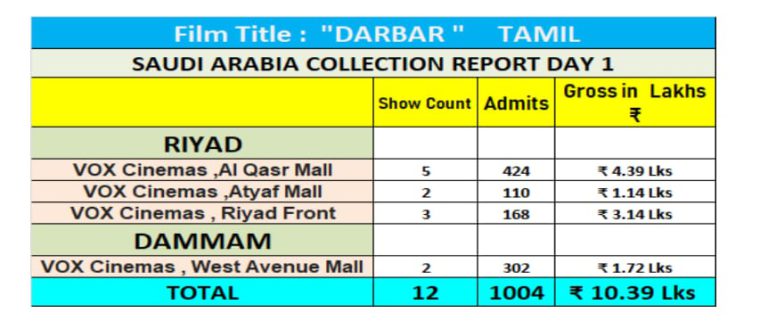 Film Title : "DARBAR " TAMIL
SAUDI ARABIA COLLECTION REPORT DAY 1
Show Count Admits Gross in Lakhs
₹
RIYAD
VOX Cinemas ,Al Qasr Mall 5 424 ₹ 4.39 Lks
VOX Cinemas ,Atyaf Mall 2 110 ₹ 1.14 Lks
VOX Cinemas , Riyad Front 3 168 ₹ 3.14 Lks
DAMMAM
VOX Cinemas , West Avenue Mall 2 302 ₹ 1.72 Lks
TOTAL 12 1004 ₹ 10.39 Lks